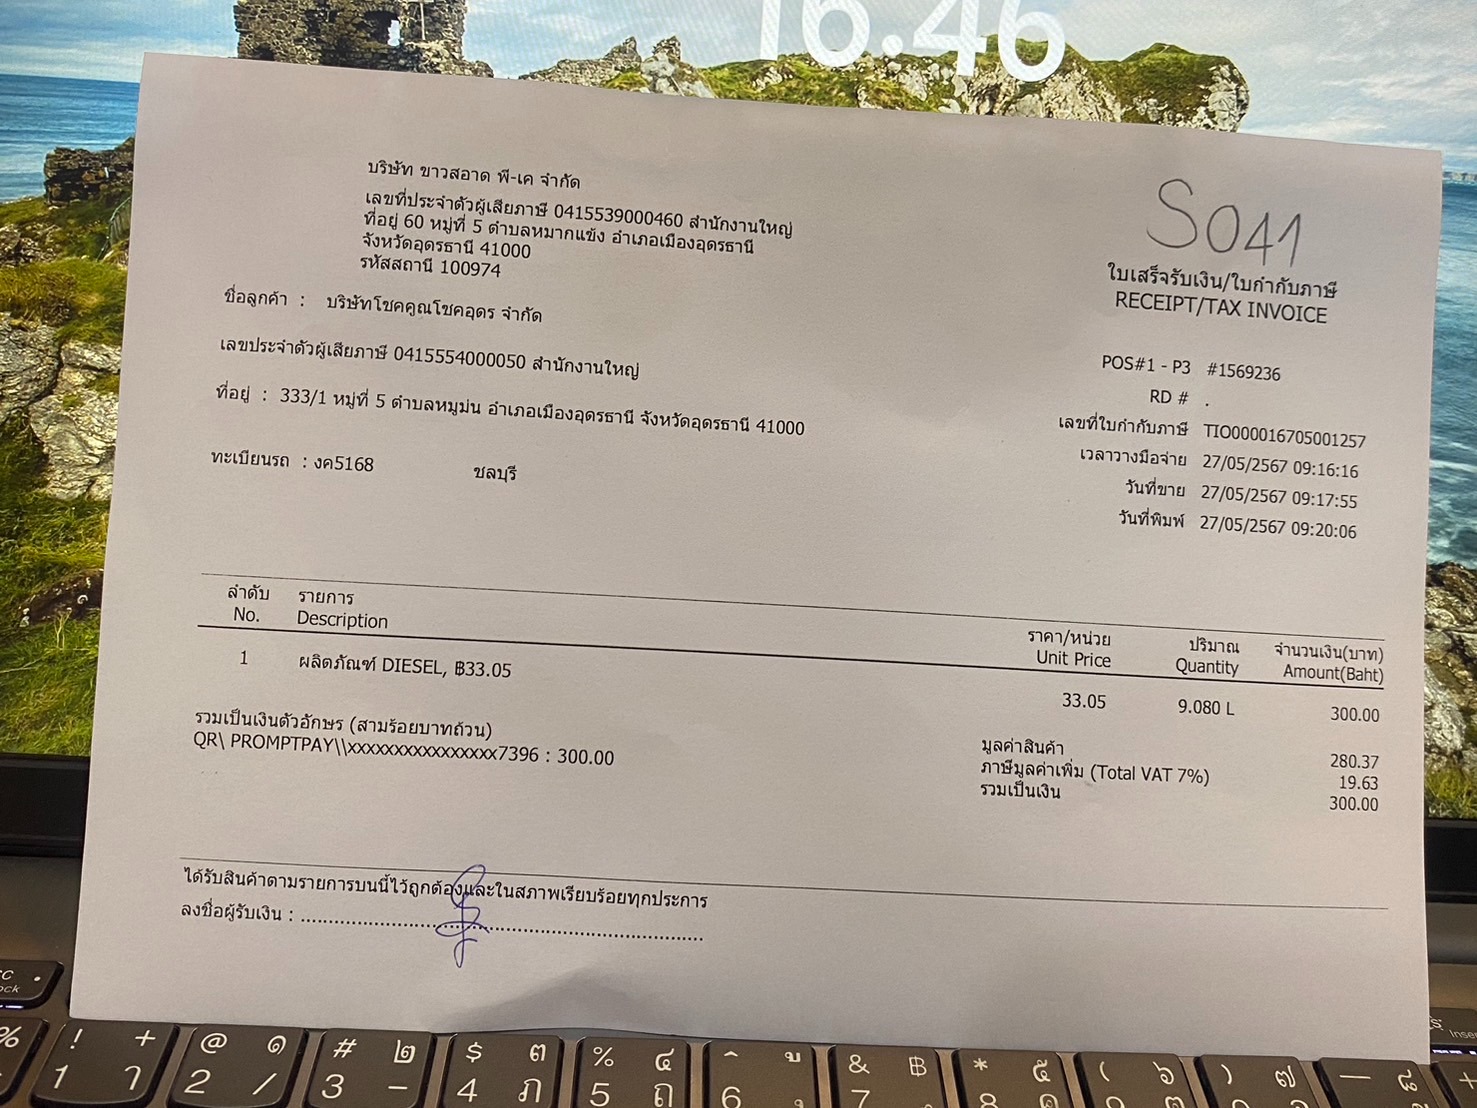 16.46
บริษัท ขาวสอาด พี-เค จำกัด
เลขที่ประจำตัวผู้เสียภาษี 0415539000460 สำนักงานใหญ่
ที่อยู่ 60 หมู่ที่ 5 ตำบลหมากแข้ง อำเภอเมืองอุดรธานี
จังหวัดอุดรธานี 41000
รหัสสถานี 100974
S041
ใบเสร็จรับเงิน/ใบกำกับภาษี
RECEIPT/TAX INVOICE
ชื่อลูกค้า : บริษัทโชคคูณโชคอุดร จำกัด
เลขประจำตัวผู้เสียภาษี 0415554000050 สำนักงานใหญ่
ที่อยู่ : 333/1 หมู่ที่ 5 ตำบลหมูม่น อำเภอเมืองอุดรธานี จังหวัดอุดรธานี 41000
ทะเบียนรถ : งค5168 ชลบุรี
POS#1 - P3 #1569236
RD # .
เลขที่ใบกำกับภาษี TIO000016705001257
เวลาวางมือจ่าย 27/05/2567 09:16:16
วันที่ขาย 27/05/2567 09:17:55
วันที่พิมพ์ 27/05/2567 09:20:06
ลำดับ รายการ ราคา/หน่วย ปริมาณ จำนวนเงิน(บาท)
No. Description Unit Price Quantity Amount(Baht)
1 ผลิตภัณฑ์ DIESEL, ฿33.05 33.05 9.080 L 300.00
รวมเป็นเงินตัวอักษร (สามร้อยบาทถ้วน)
QR\ PROMPTPAY\\xxxxxxxxxxxxxxxx7396 : 300.00
มูลค่าสินค้า 280.37
ภาษีมูลค่าเพิ่ม (Total VAT 7%) 19.63
รวมเป็นเงิน 300.00
ได้รับสินค้าตามรายการบนนี้ไว้ถูกต้องและในสภาพเรียบร้อยทุกประการ
ลงชื่อผู้รับเงิน : ........................................................................
! + @ ๑ # ๒ $ ๓ % ๔ & ฿ * ๕ ( ๖ ) ๗ ๘
1 ๅ 2 / 3 - 4 ภ 5 ถ 6 7 8